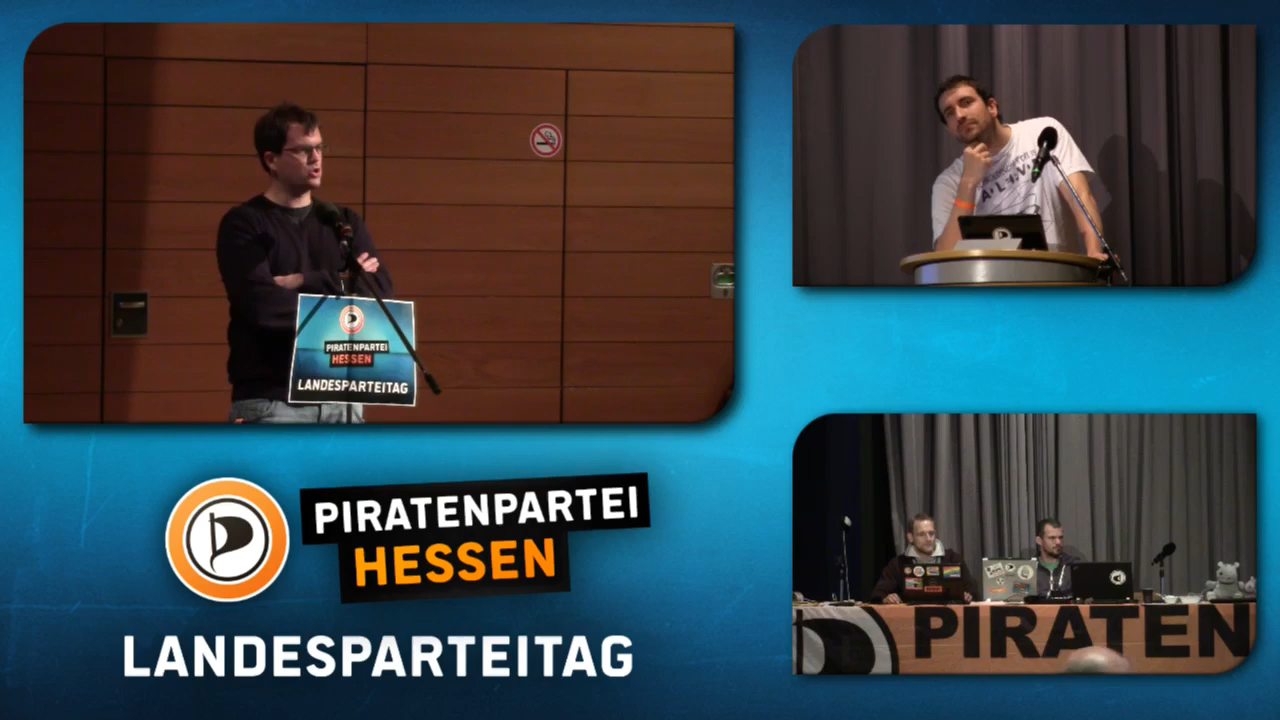 PIRATENPARTEI
HESSEN
LANDESPARTEITAG
PIRATENPARTEI
HESSEN
LANDESPARTEITAG
PIRATEN